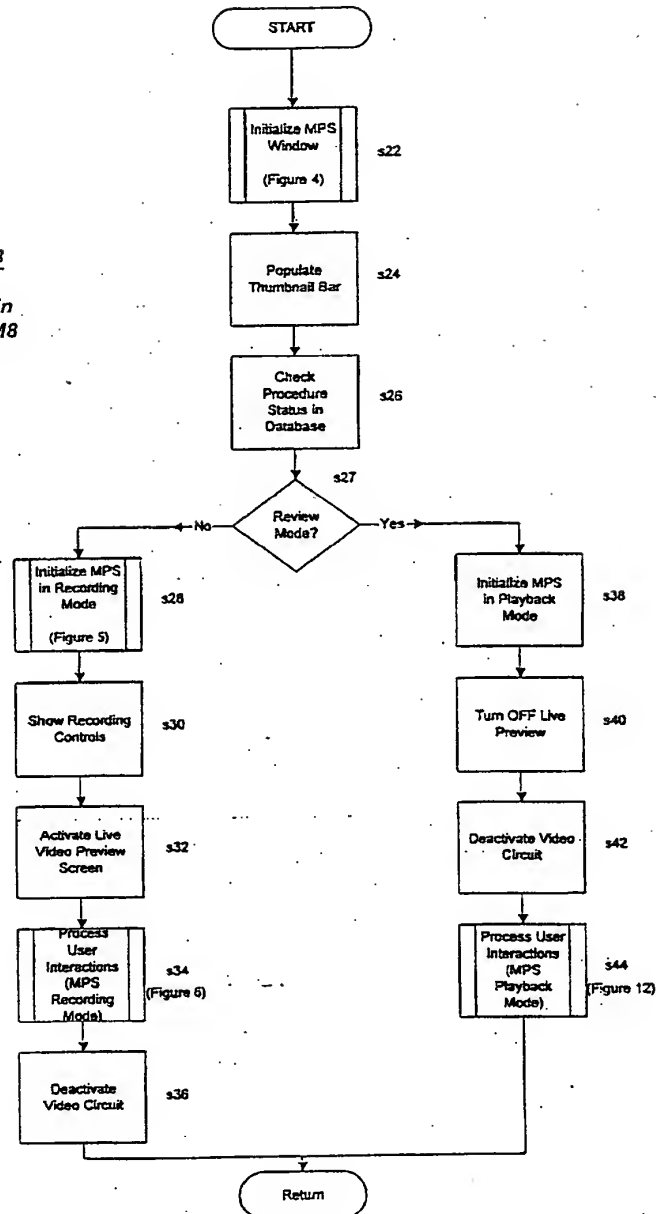 START
Initialize MPS
Window
(Figure 4)
s22
Populate
Thumbnail Bar
s24
Check
Procedure
Status in
Database
s26
s27
Review
Mode?
No
Yes
Initialize MPS
in Recording
Mode
(Figure 5)
s28
Show Recording
Controls
s30
Activate Live
Video Preview
Screen
s32
Process
User
Interactions
(MPS
Recording
Mode)
s34
(Figure 6)
Deactivate
Video Circuit
s36
Initialize MPS
in Playback
Mode
s38
Turn OFF Live
Preview
s40
Deactivate Video
Circuit
s42
Process User
Interactions
(MPS
Playback
Mode)
s44
(Figure 12)
Return